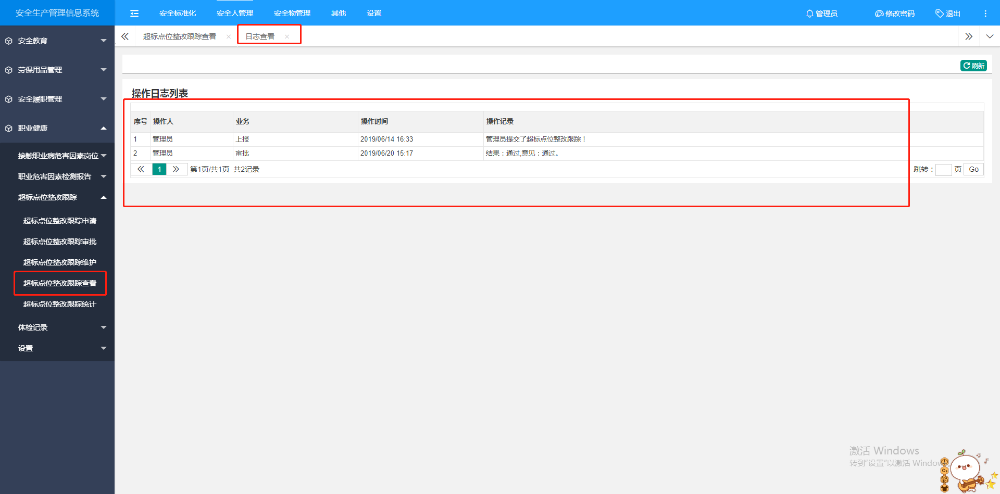 安全生产管理信息系统
安全标准化 安全人管理 安全物管理 其他 设置 管理员 修改密码 退出
超标点位整改跟踪查看 日志查看
刷新
安全教育
劳保用品管理
安全履职管理
职业健康
接触职业病危害因素岗位...
职业危害因素检测报告
超标点位整改跟踪
超标点位整改跟踪申请
超标点位整改跟踪审批
超标点位整改跟踪维护
超标点位整改跟踪查看
超标点位整改跟踪统计
体检记录
设置
操作日志列表
序号 操作人 业务 操作时间 操作记录
1 管理员 上报 2019/06/14 16:33 管理员提交了超标点位整改跟踪！
2 管理员 审批 2019/06/20 15:17 结果：通过,意见：通过。
1 第1页/共1页 共2记录 跳转： 页 Go
激活 Windows
转到"设置"以激活 Windows。
中
简